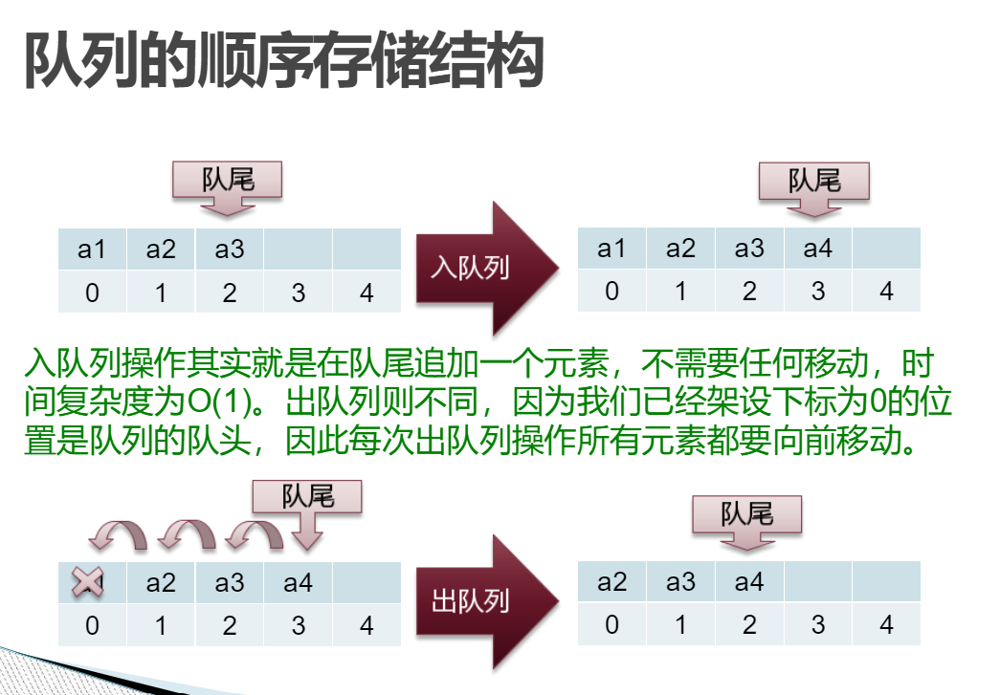 队列的顺序存储结构
队尾
队尾
a1 a2 a3
入队列
a1 a2 a3 a4
0 1 2 3 4
0 1 2 3 4
入队列操作其实就是在队尾追加一个元素，不需要任何移动，时
间复杂度为O(1)。出队列则不同，因为我们已经架设下标为0的位
置是队列的队头，因此每次出队列操作所有元素都要向前移动。
队尾
队尾
a2 a3 a4
出队列
a2 a3 a4
0 1 2 3 4
0 1 2 3 4